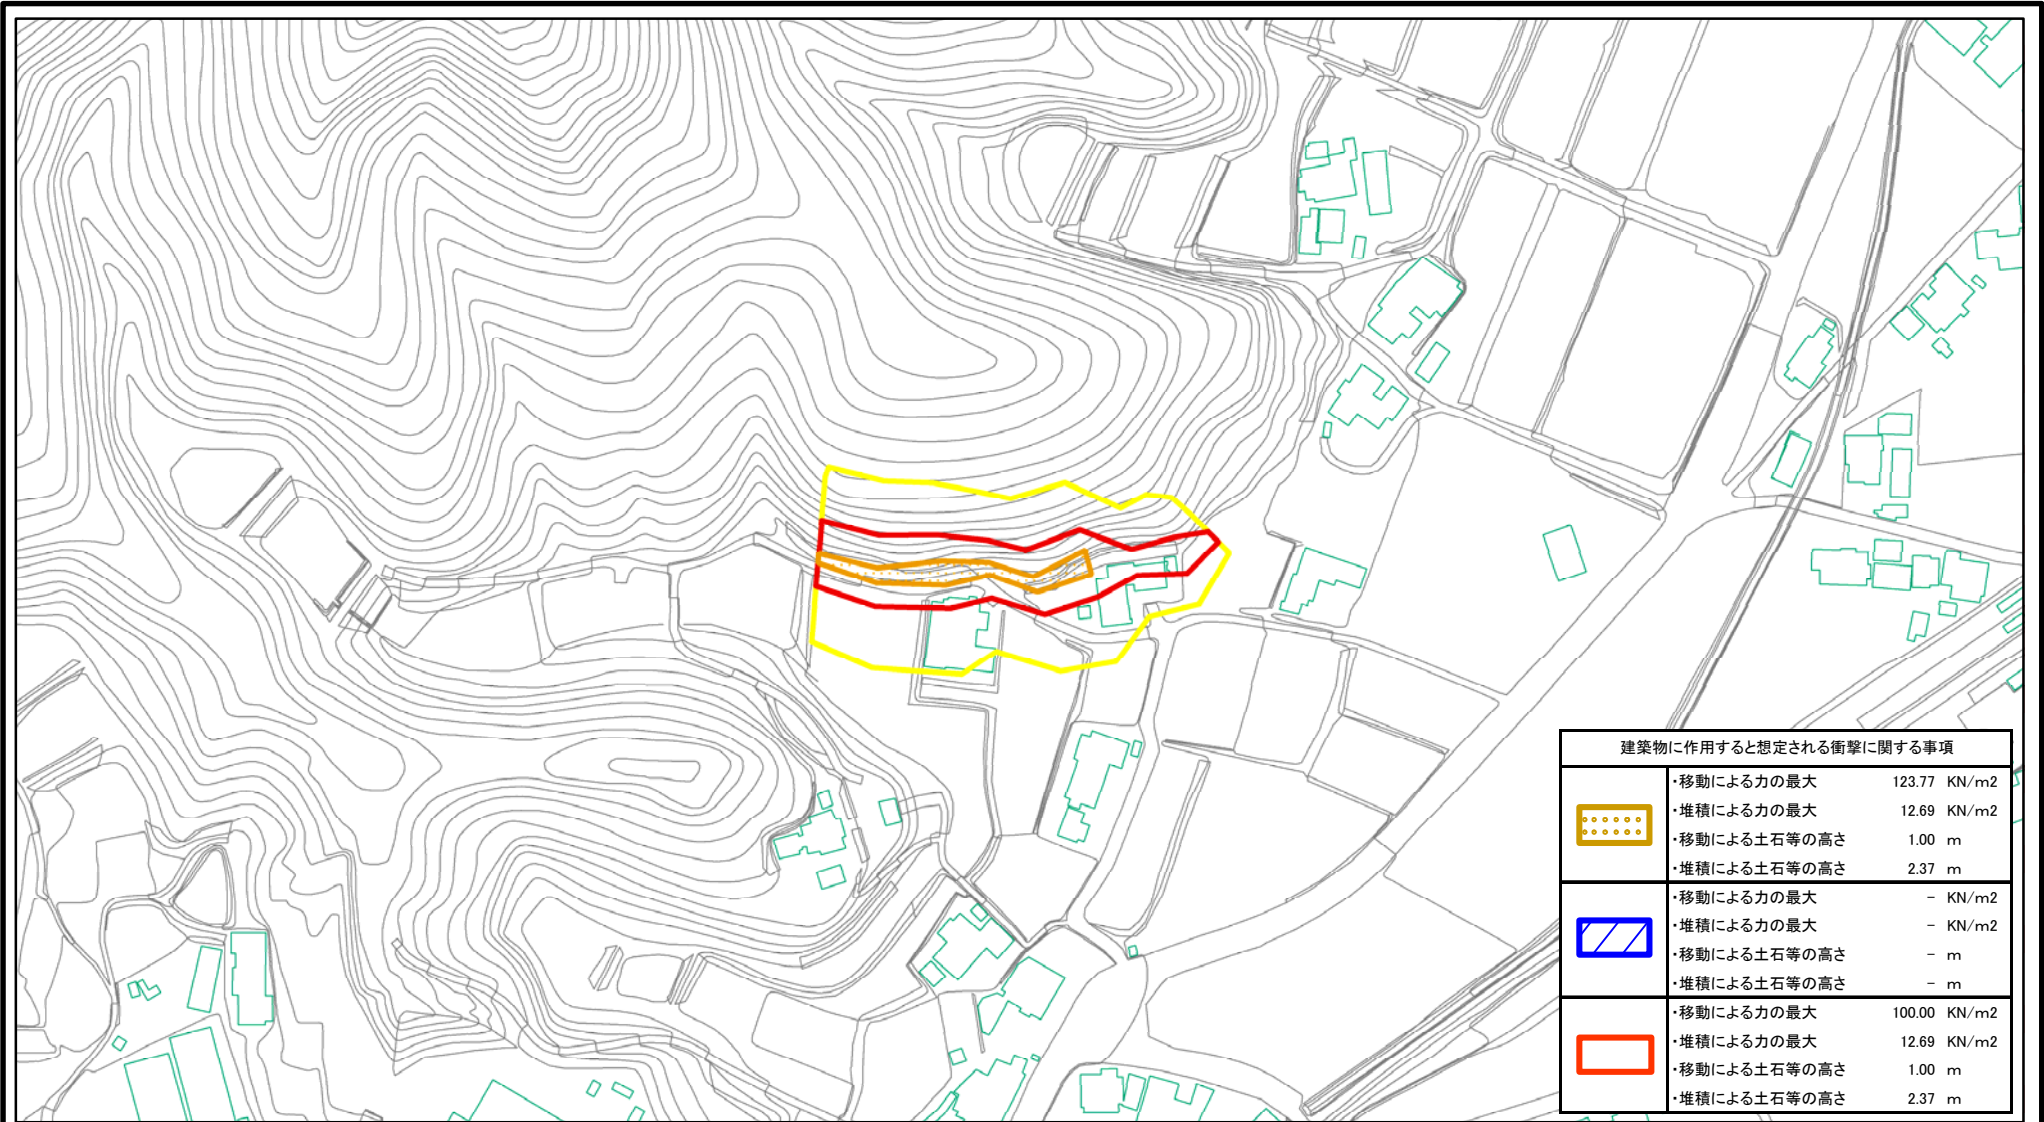 建築物に作用すると想定される衝撃に関する事項
・移動による力の最大 123.77 KN/m2
・堆積による力の最大 12.69 KN/m2
・移動による土石等の高さ 1.00 m
・堆積による土石等の高さ 2.37 m
・移動による力の最大 － KN/m2
・堆積による力の最大 － KN/m2
・移動による土石等の高さ － m
・堆積による土石等の高さ － m
・移動による力の最大 100.00 KN/m2
・堆積による力の最大 12.69 KN/m2
・移動による土石等の高さ 1.00 m
・堆積による土石等の高さ 2.37 m